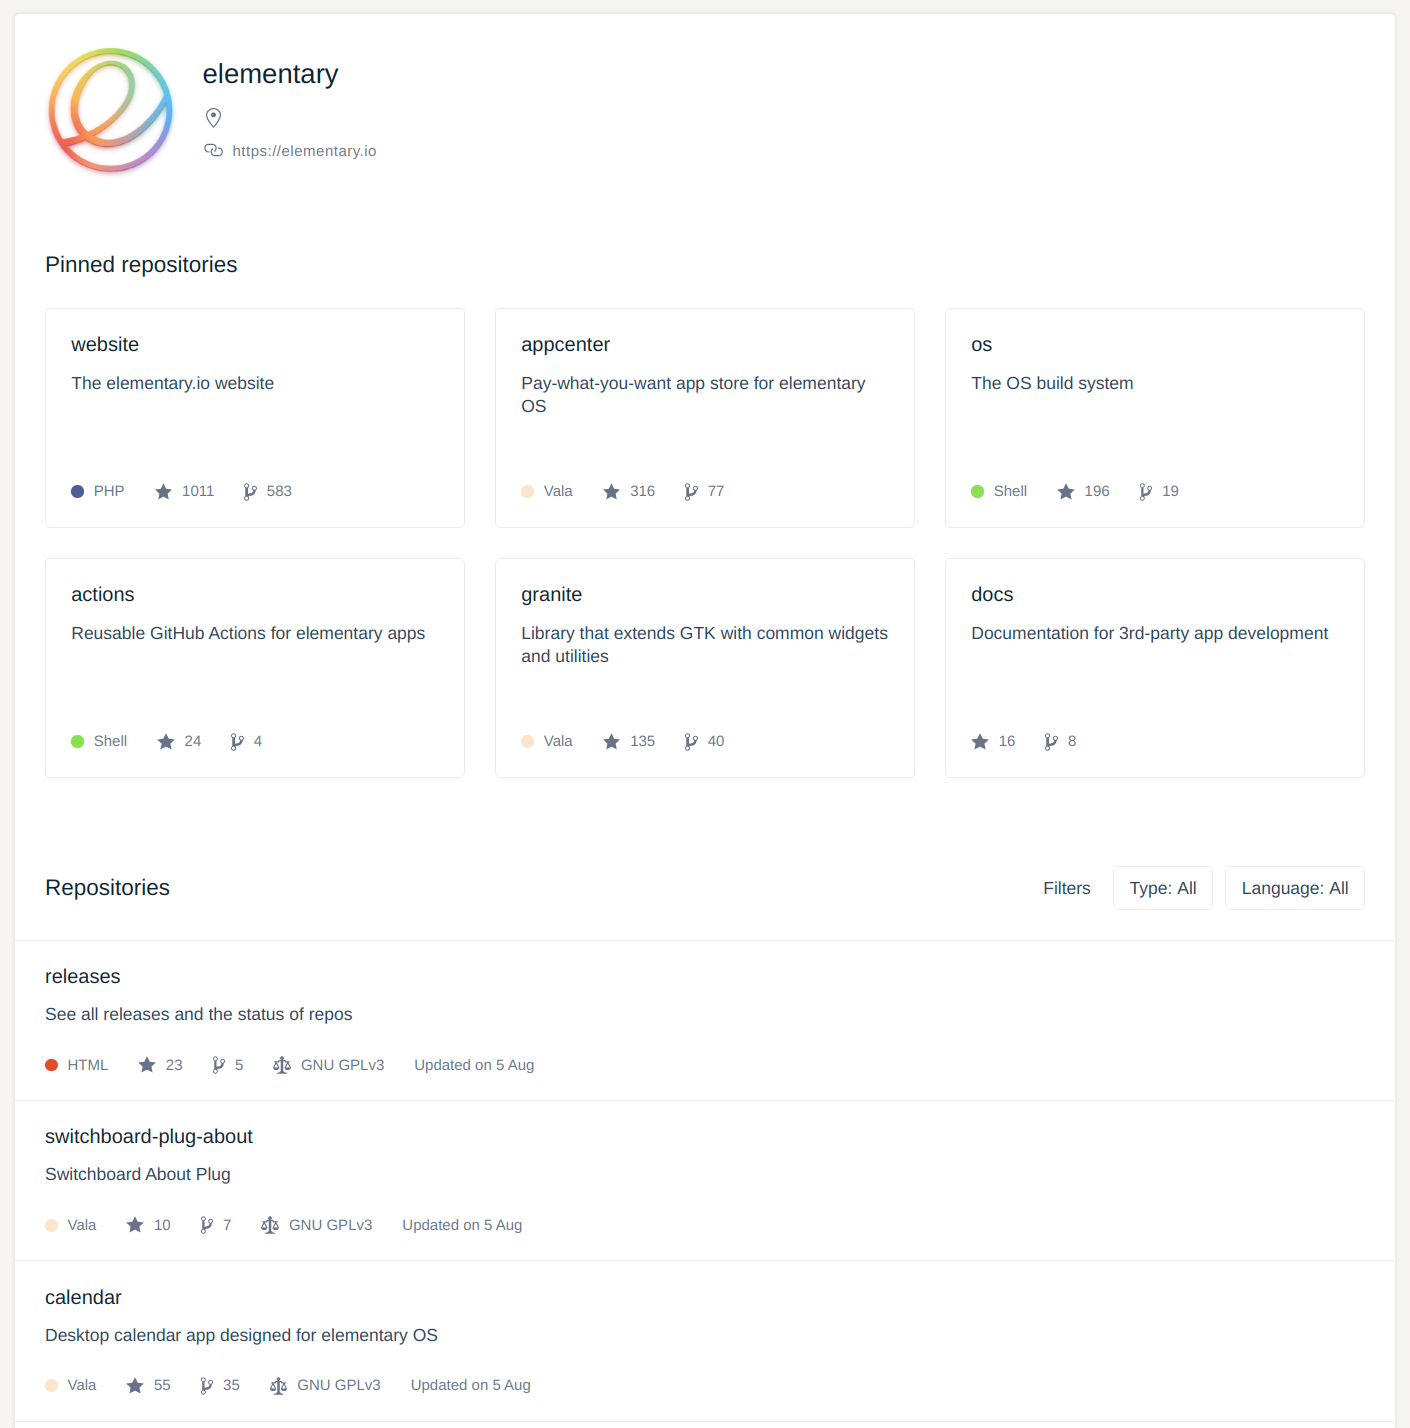 elementary
https://elementary.io
Pinned repositories
website
The elementary.io website
PHP 1011 583
appcenter
Pay-what-you-want app store for elementary
OS
Vala 316 77
os
The OS build system
Shell 196 19
actions
Reusable GitHub Actions for elementary apps
Shell 24 4
granite
Library that extends GTK with common widgets
and utilities
Vala 135 40
docs
Documentation for 3rd-party app development
16 8
Repositories
Filters Type: All Language: All
releases
See all releases and the status of repos
HTML 23 5 GNU GPLv3 Updated on 5 Aug
switchboard-plug-about
Switchboard About Plug
Vala 10 7 GNU GPLv3 Updated on 5 Aug
calendar
Desktop calendar app designed for elementary OS
Vala 55 35 GNU GPLv3 Updated on 5 Aug